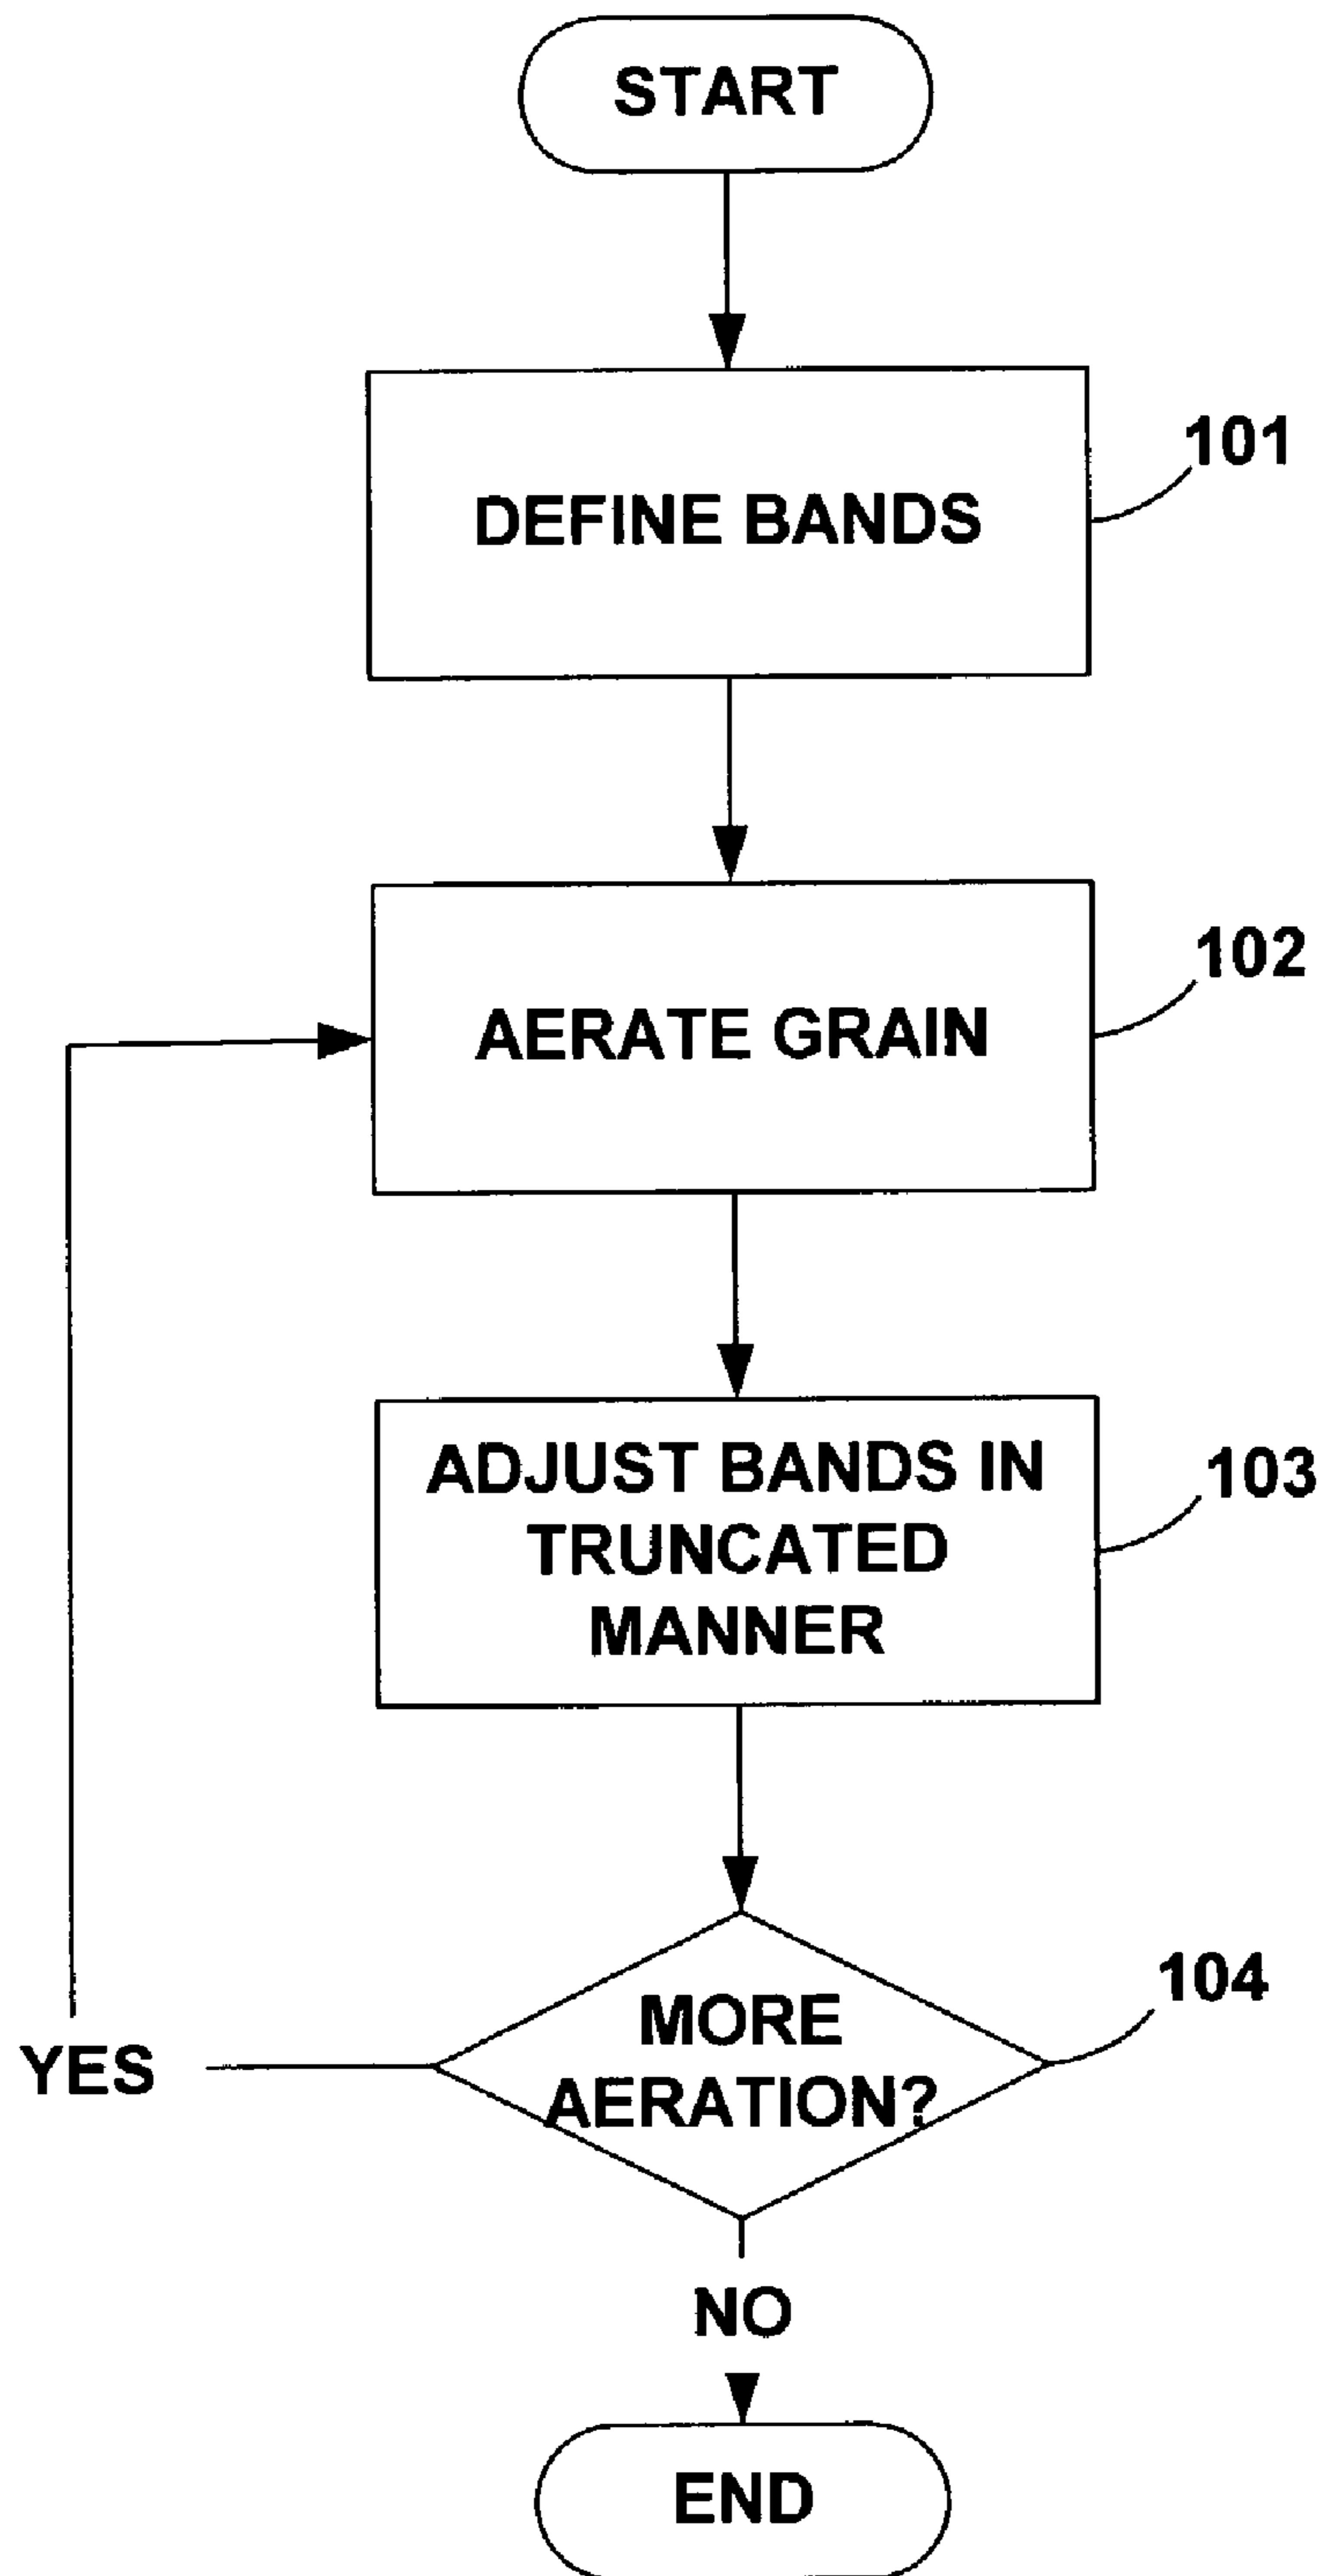 START
DEFINE BANDS
101
AERATE GRAIN
102
ADJUST BANDS IN
TRUNCATED
MANNER
103
MORE
AERATION?
104
YES
NO
END